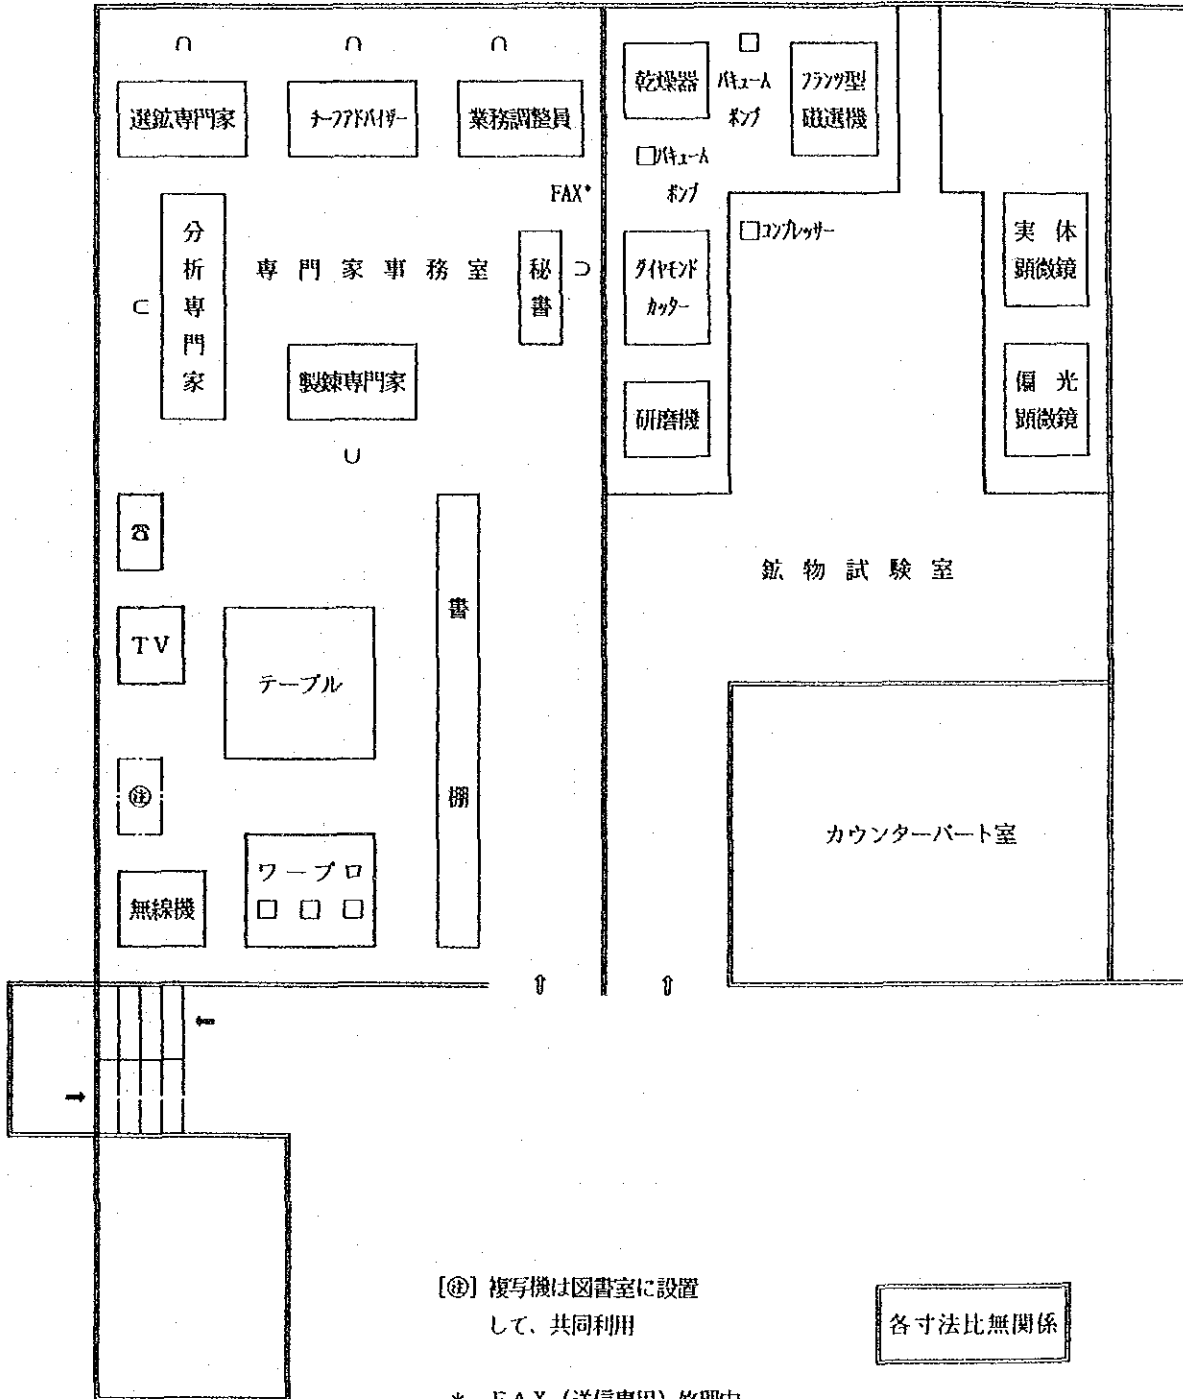 選鉱専門家
チーフアドバイザー
業務調整員
FAX*
分析専門家
専門家事務室
秘書
製錬専門家
☎
TV
テーブル
㊟
ワープロ
無線機
書棚
乾燥器
バキューム
ポンプ
フランツ型
磁選機
バキューム
ポンプ
コンプレッサー
ダイヤモンド
カッター
研磨機
実体
顕微鏡
偏光
顕微鏡
鉱物試験室
カウンターパート室
[㊟] 複写機は図書室に設置
して、共同利用
各寸法比無関係